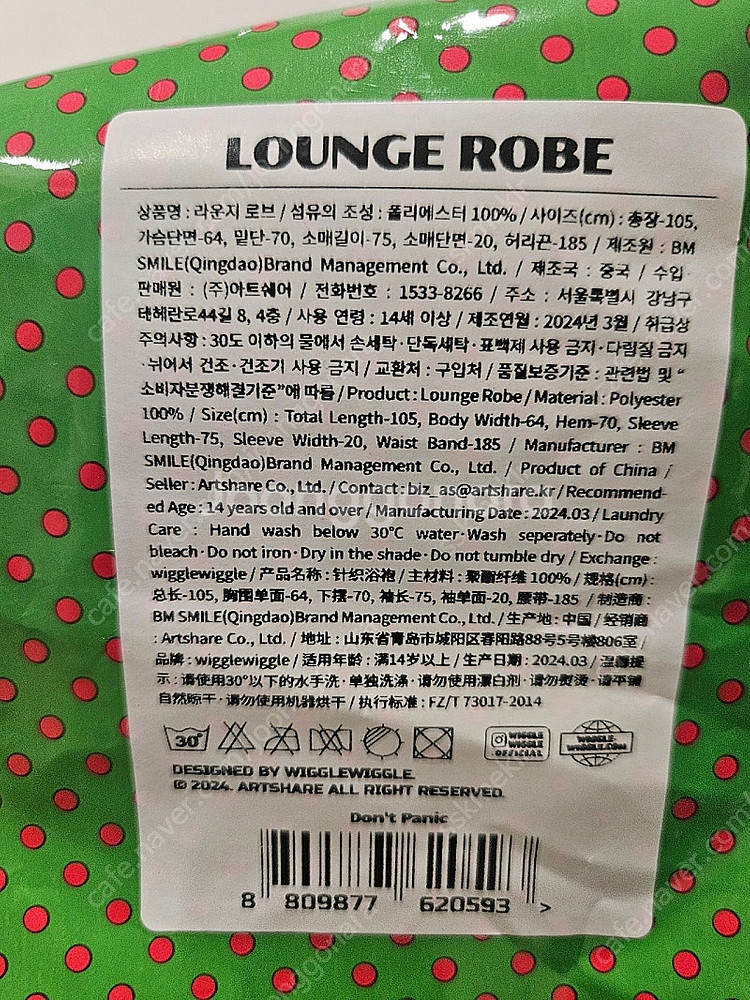 LOUNGE ROBE
상품명 : 라운지 로브 / 섬유의 조성 : 폴리에스터 100% / 사이즈(cm) : 총장-105,
가슴단면-64, 밑단-70, 소매길이-75, 소매단면-20, 허리끈-185 / 제조원 : BM
SMILE(Qingdao)Brand Management Co., Ltd. / 제조국 : 중국 / 수입·
판매원 : (주)아트쉐어 / 전화번호 : 1533-8266 / 주소 : 서울특별시 강남구
테헤란로44길 8, 4층 / 사용 연령 : 14세 이상 / 제조연월 : 2024년 3월 / 취급상
주의사항 : 30도 이하의 물에서 손세탁·단독세탁·표백제 사용 금지·다림질 금지
·뉘어서 건조·건조기 사용 금지 / 교환처 : 구입처 / 품질보증기준 : 관련법 및 “
소비자분쟁해결기준”에 따름 / Product : Lounge Robe / Material : Polyester
100% / Size(cm) : Total Length-105, Body Width-64, Hem-70, Sleeve
Length-75, Sleeve Width-20, Waist Band-185 / Manufacturer : BM
SMILE(Qingdao)Brand Management Co., Ltd. / Product of China /
Seller : Artshare Co., Ltd. / Contact : biz_as@artshare.kr / Recommend-
ed Age : 14 years old and over / Manufacturing Date : 2024.03 / Laundry
Care : Hand wash below 30℃ water·Wash seperately·Do not
bleach·Do not iron·Dry in the shade·Do not tumble dry / Exchange :
wigglewiggle / 产品名称 : 针织浴袍 / 主材料 : 聚酯纤维 100% / 规格(cm) :
总长-105, 胸围单面-64, 下摆-70, 袖长-75, 袖单面-20, 腰带-185 / 制造商 :
BM SMILE(Qingdao)Brand Management Co., Ltd. / 生产地 : 中国 / 经销商
: Artshare Co., Ltd. / 地址 : 山东省青岛市城阳区春阳路88号5号楼806室 /
品牌 : wigglewiggle / 适用年龄 : 满14岁以上 / 生产日期 : 2024.03 / 温馨提
示 : 请使用30°以下的水手洗·单独洗涤·请勿使用漂白剂·请勿熨烫·请平铺
自然晾干·请勿使用机器烘干 / 执行标准 : FZ/T 73017-2014
30°
WIGGLE WIGGLE OFFICIAL
WIGGLE-WIGGLE.COM
DESIGNED BY WIGGLEWIGGLE.
© 2024. ARTSHARE ALL RIGHT RESERVED.
Don't Panic
8 809877 620593 >